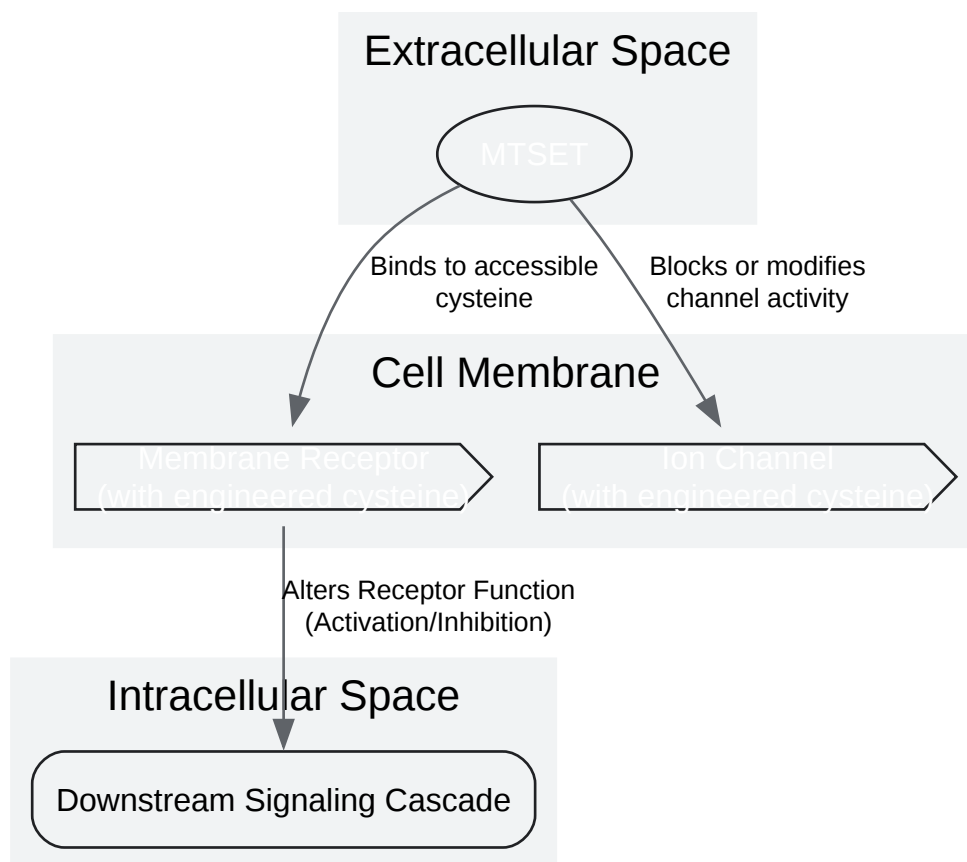 Extracellular Space
MTSET
Binds to accessible
cysteine
Blocks or modifies
channel activity
Cell Membrane
Membrane Receptor
(with engineered cysteine)
Ion Channel
(with engineered cysteine)
Alters Receptor Function
(Activation/Inhibition)
Intracellular Space
Downstream Signaling Cascade